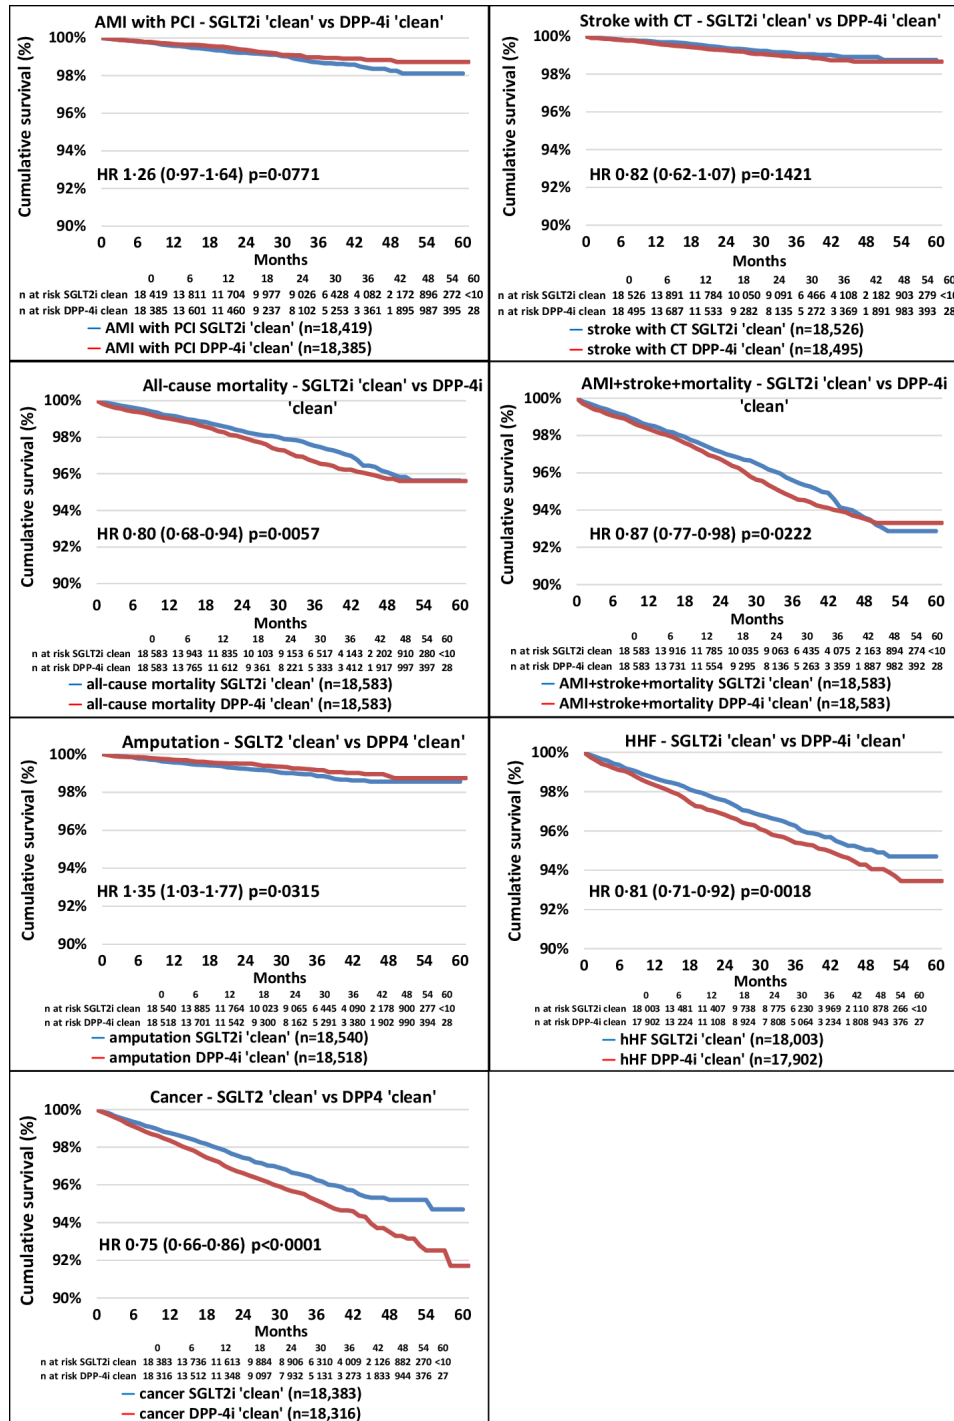 AMI with PCI - SGLT2i 'clean' vs DPP-4i 'clean'
Cumulative survival (%)
100%
98%
96%
94%
92%
90%
HR 1·26 (0·97-1·64) p=0·0771
0 6 12 18 24 30 36 42 48 54 60
Months
0 6 12 18 24 30 36 42 48 54 60
n at risk SGLT2i clean 18 419 13 811 11 704 9 977 9 026 6 428 4 082 2 172 896 272 <10
n at risk DPP-4i clean 18 385 13 601 11 460 9 237 8 102 5 253 3 361 1 895 987 395 28
AMI with PCI SGLT2i 'clean' (n=18,419)
AMI with PCI DPP-4i 'clean' (n=18,385)
Stroke with CT - SGLT2i 'clean' vs DPP-4i 'clean'
Cumulative survival (%)
100%
98%
96%
94%
92%
90%
HR 0·82 (0·62-1·07) p=0·1421
0 6 12 18 24 30 36 42 48 54 60
Months
0 6 12 18 24 30 36 42 48 54 60
n at risk SGLT2i clean 18 526 13 891 11 784 10 050 9 091 6 466 4 108 2 182 903 279 <10
n at risk DPP-4i clean 18 495 13 687 11 533 9 282 8 135 5 272 3 369 1 891 983 393 28
stroke with CT SGLT2i 'clean' (n=18,526)
stroke with CT DPP-4i 'clean' (n=18,495)
All-cause mortality - SGLT2i 'clean' vs DPP-4i
'clean'
Cumulative survival (%)
100%
98%
96%
94%
92%
90%
HR 0·80 (0·68-0·94) p=0·0057
0 6 12 18 24 30 36 42 48 54 60
Months
0 6 12 18 24 30 36 42 48 54 60
n at risk SGLT2i clean 18 583 13 943 11 835 10 103 9 153 6 517 4 143 2 202 910 280 <10
n at risk DPP-4i clean 18 583 13 765 11 612 9 361 8 221 5 333 3 412 1 917 997 397 28
all-cause mortality SGLT2i 'clean' (n=18,583)
all-cause mortality DPP-4i 'clean' (n=18,583)
AMI+stroke+mortality - SGLT2i 'clean' vs DPP-4i
'clean'
Cumulative survival (%)
100%
98%
96%
94%
92%
90%
HR 0·87 (0·77-0·98) p=0·0222
0 6 12 18 24 30 36 42 48 54 60
Months
0 6 12 18 24 30 36 42 48 54 60
n at risk SGLT2i clean 18 583 13 916 11 785 10 035 9 063 6 435 4 075 2 163 894 274 <10
n at risk DPP-4i clean 18 583 13 731 11 554 9 295 8 136 5 263 3 359 1 887 982 392 28
AMI+stroke+mortality SGLT2i 'clean' (n=18,583)
AMI+stroke+mortality DPP-4i 'clean' (n=18,583)
Amputation - SGLT2 'clean' vs DPP4 'clean'
Cumulative survival (%)
100%
98%
96%
94%
92%
90%
HR 1·35 (1·03-1·77) p=0·0315
0 6 12 18 24 30 36 42 48 54 60
Months
0 6 12 18 24 30 36 42 48 54 60
n at risk SGLT2i clean 18 540 13 885 11 764 10 023 9 065 6 445 4 090 2 178 900 277 <10
n at risk DPP-4i clean 18 518 13 701 11 542 9 300 8 162 5 291 3 380 1 902 990 394 28
amputation SGLT2i 'clean' (n=18,540)
amputation DPP-4i 'clean' (n=18,518)
HHF - SGLT2i 'clean' vs DPP-4i 'clean'
Cumulative survival (%)
100%
98%
96%
94%
92%
90%
HR 0·81 (0·71-0·92) p=0·0018
0 6 12 18 24 30 36 42 48 54 60
Months
0 6 12 18 24 30 36 42 48 54 60
n at risk SGLT2i clean 18 003 13 481 11 407 9 738 8 775 6 230 3 969 2 110 878 266 <10
n at risk DPP-4i clean 17 902 13 224 11 108 8 924 7 808 5 064 3 234 1 808 943 376 27
hHF SGLT2i 'clean' (n=18,003)
hHF DPP-4i 'clean' (n=17,902)
Cancer - SGLT2 'clean' vs DPP4 'clean'
Cumulative survival (%)
100%
98%
96%
94%
92%
90%
HR 0·75 (0·66-0·86) p<0·0001
0 6 12 18 24 30 36 42 48 54 60
Months
0 6 12 18 24 30 36 42 48 54 60
n at risk SGLT2i clean 18 383 13 736 11 613 9 884 8 906 6 310 4 009 2 126 882 270 <10
n at risk DPP-4i clean 18 316 13 512 11 348 9 097 7 932 5 131 3 273 1 833 944 376 27
cancer SGLT2i 'clean' (n=18,383)
cancer DPP-4i 'clean' (n=18,316)